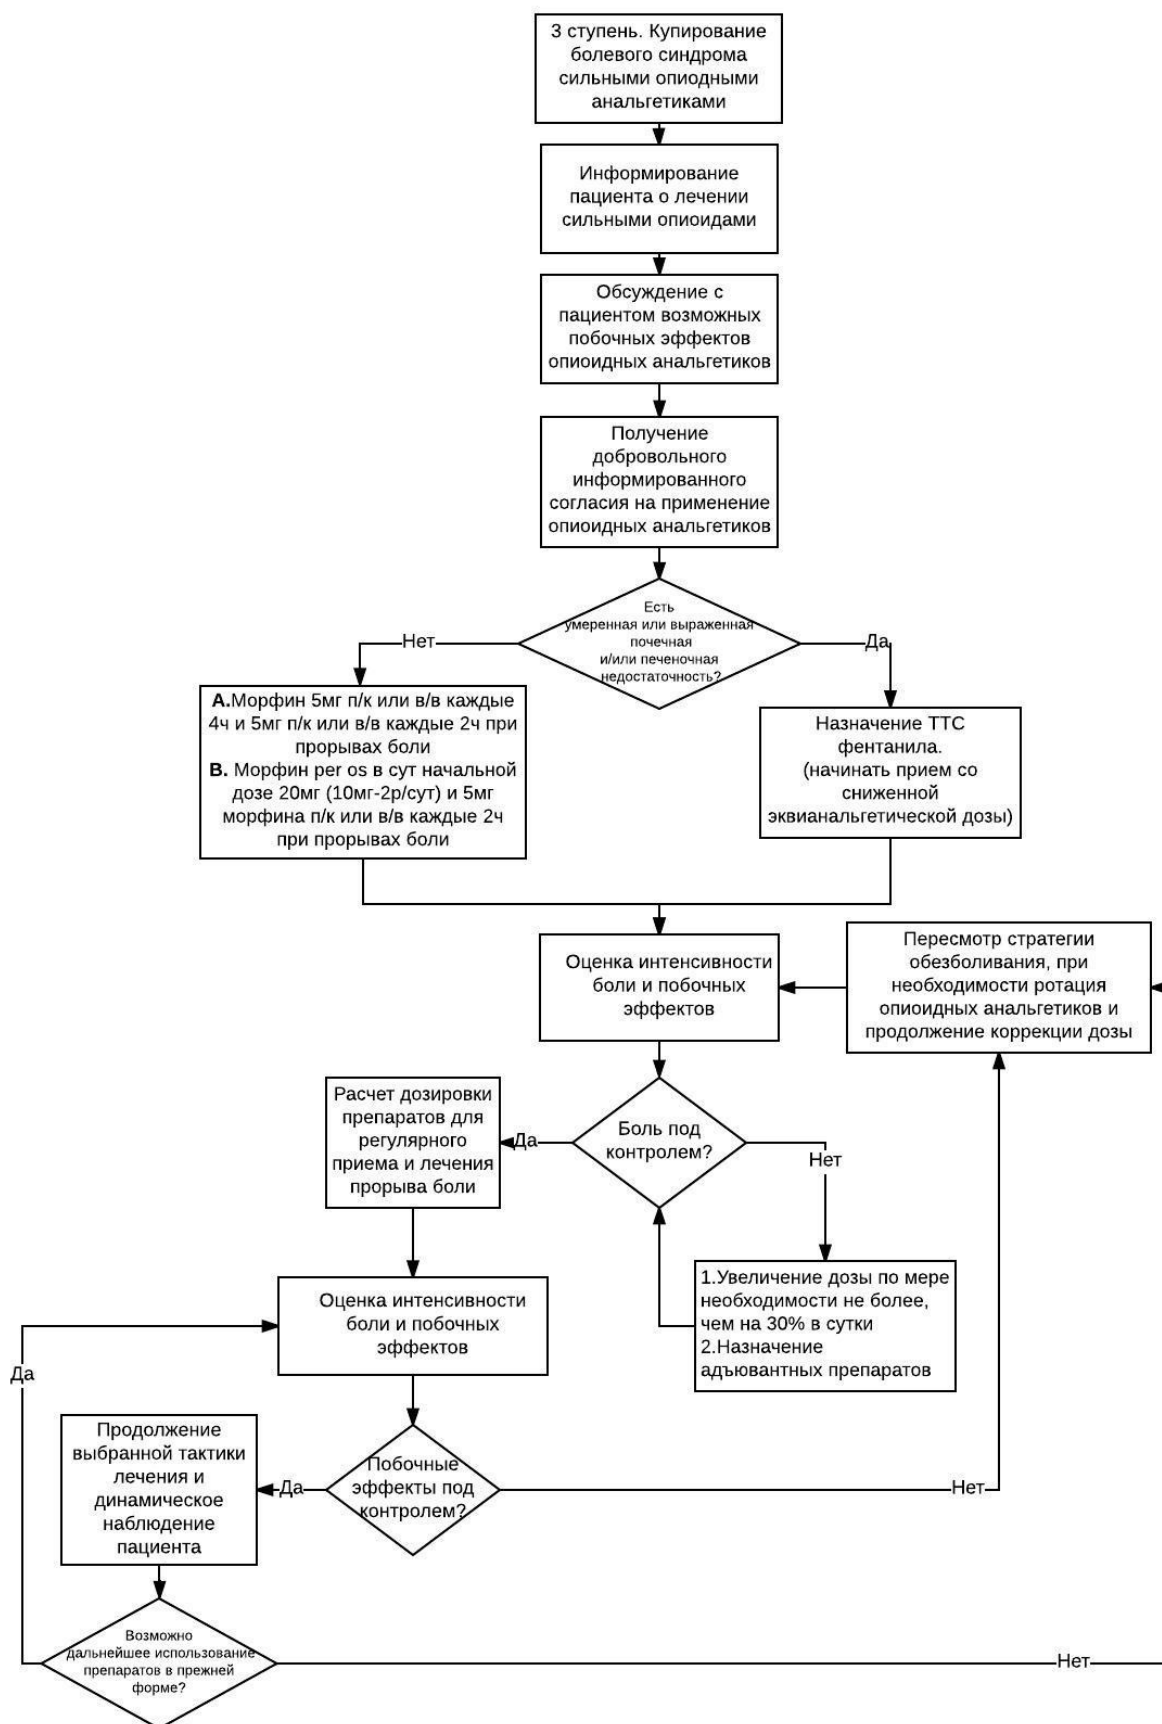 3 ступень. Купирование
болевого синдрома
сильными опиодными
анальгетиками
Информирование
пациента о лечении
сильными опиоидами
Обсуждение с
пациентом возможных
побочных эффектов
опиоидных анальгетиков
Получение
добровольного
информированного
согласия на применение
опиоидных анальгетиков
Есть
умеренная или выраженная
почечная
и/или печеночная
недостаточность?
Нет
Да
А.Морфин 5мг п/к или в/в каждые
4ч и 5мг п/к или в/в каждые 2ч при
прорывах боли
В. Морфин per os в сут начальной
дозе 20мг (10мг-2р/сут) и 5мг
морфина п/к или в/в каждые 2ч
при прорывах боли
Назначение ТТС
фентанила.
(начинать прием со
сниженной
эквианальгетической дозы)
Оценка интенсивности
боли и побочных
эффектов
Пересмотр стратегии
обезболивания, при
необходимости ротация
опиоидных анальгетиков и
продолжение коррекции дозы
Боль под
контролем?
Да
Нет
Расчет дозировки
препаратов для
регулярного
приема и лечения
прорыва боли
1.Увеличение дозы по мере
необходимости не более,
чем на 30% в сутки
2.Назначение
адъювантных препаратов
Оценка интенсивности
боли и побочных
эффектов
Да
Побочные
эффекты под
контролем?
Да
Нет
Продолжение
выбранной тактики
лечения и
динамическое
наблюдение
пациента
Возможно
дальнейшее использование
препаратов в прежней
форме?
Нет